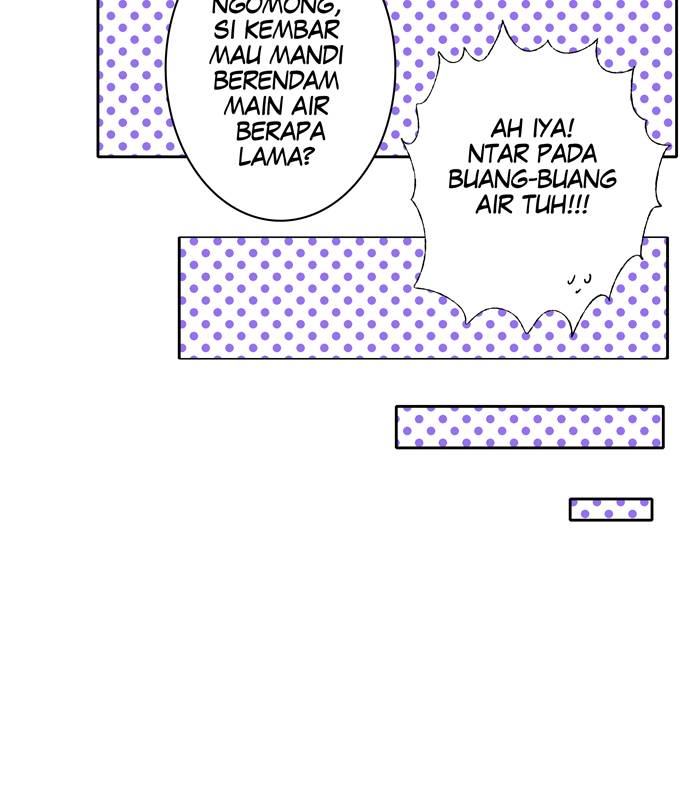 NGOMONG,
SI KEMBAR
MAU MANDI
BERENDAM
MAIN AIR
BERAPA
LAMA?
AH IYA!
NTAR PADA
BUANG-BUANG
AIR TUH!!!